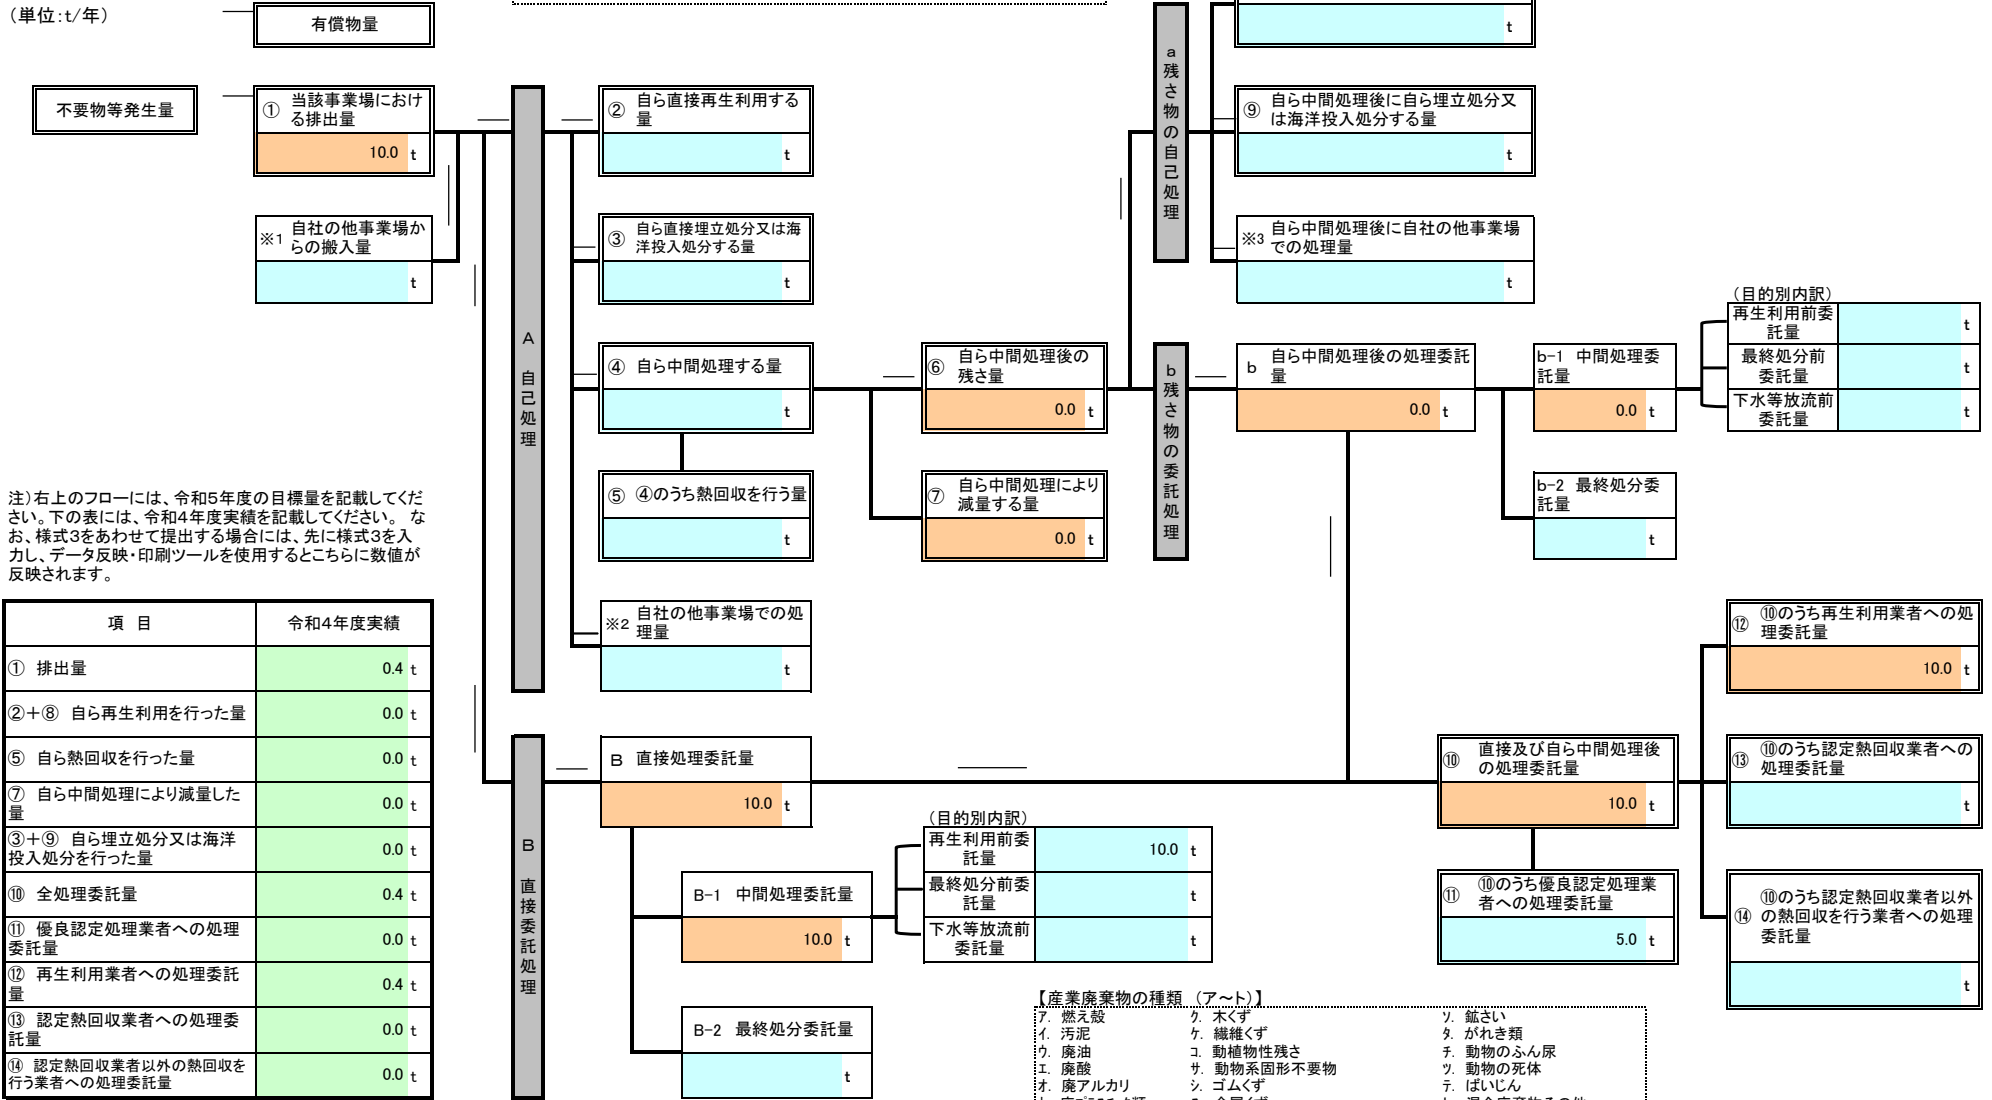 (単位:t/年)
有償物量
t
不要物等発生量
① 当該事業場におけ
る排出量
10.0 t
② 自ら直接再生利用する
量
t
a 残さ物の自己処理
⑨ 自ら中間処理後に自ら埋立処分又
は海洋投入処分する量
t
※1 自社の他事業場か
らの搬入量
t
③ 自ら直接埋立処分又は海
洋投入処分する量
t
※3 自ら中間処理後に自社の他事業場
での処理量
t
A 自己処理
④ 自ら中間処理する量
t
⑥ 自ら中間処理後の
残さ量
0.0 t
b 残さ物の委託処理
b 自ら中間処理後の処理委託
量
0.0 t
b-1 中間処理委
託量
0.0 t
(目的別内訳)
再生利用前委
託量
t
最終処分前
委託量
t
下水等放流前
委託量
t
⑤ ④のうち熱回収を行う量
t
⑦ 自ら中間処理により
減量する量
0.0 t
b-2 最終処分委
託量
t
注)右上のフローには、令和5年度の目標量を記載してくだ
さい。下の表には、令和4年度実績を記載してください。 な
お、様式3をあわせて提出する場合には、先に様式3を入
力し、データ反映・印刷ツールを使用するとこちらに数値が
反映されます。
項 目 令和4年度実績
① 排出量 0.4 t
②+⑧ 自ら再生利用を行った量 0.0 t
⑤ 自ら熱回収を行った量 0.0 t
⑦ 自ら中間処理により減量した
量 0.0 t
③+⑨ 自ら埋立処分又は海洋
投入処分を行った量 0.0 t
⑩ 全処理委託量 0.4 t
⑪ 優良認定処理業者への処理
委託量 0.0 t
⑫ 再生利用業者への処理委託
量 0.4 t
⑬ 認定熱回収業者への処理委
託量 0.0 t
⑭ 認定熱回収業者以外の熱回収を
行う業者への処理委託量 0.0 t
※2 自社の他事業場での処
理量
t
B 直接委託処理
B 直接処理委託量
10.0 t
B-1 中間処理委託量
10.0 t
(目的別内訳)
再生利用前委
託量
10.0 t
最終処分前委
託量
t
下水等放流前
委託量
t
B-2 最終処分委託量
t
⑩ 直接及び自ら中間処理後
の処理委託量
10.0 t
⑪ ⑩のうち優良認定処理業
者への処理委託量
5.0 t
⑫ ⑩のうち再生利用業者への処
理委託量
10.0 t
⑬ ⑩のうち認定熱回収業者への
処理委託量
t
⑭ ⑩のうち認定熱回収業者以外
の熱回収を行う業者への処理
委託量
t
【産業廃棄物の種類 (ア~ト)】
ア. 燃え殻 ク. 木くず ソ. 鉱さい
イ. 汚泥 ケ. 繊維くず タ. がれき類
ウ. 廃油 コ. 動植物性残さ チ. 動物のふん尿
エ. 廃酸 サ. 動物系固形不要物 ツ. 動物の死体
オ. 廃アルカリ シ. ゴムくず テ. ばいじん